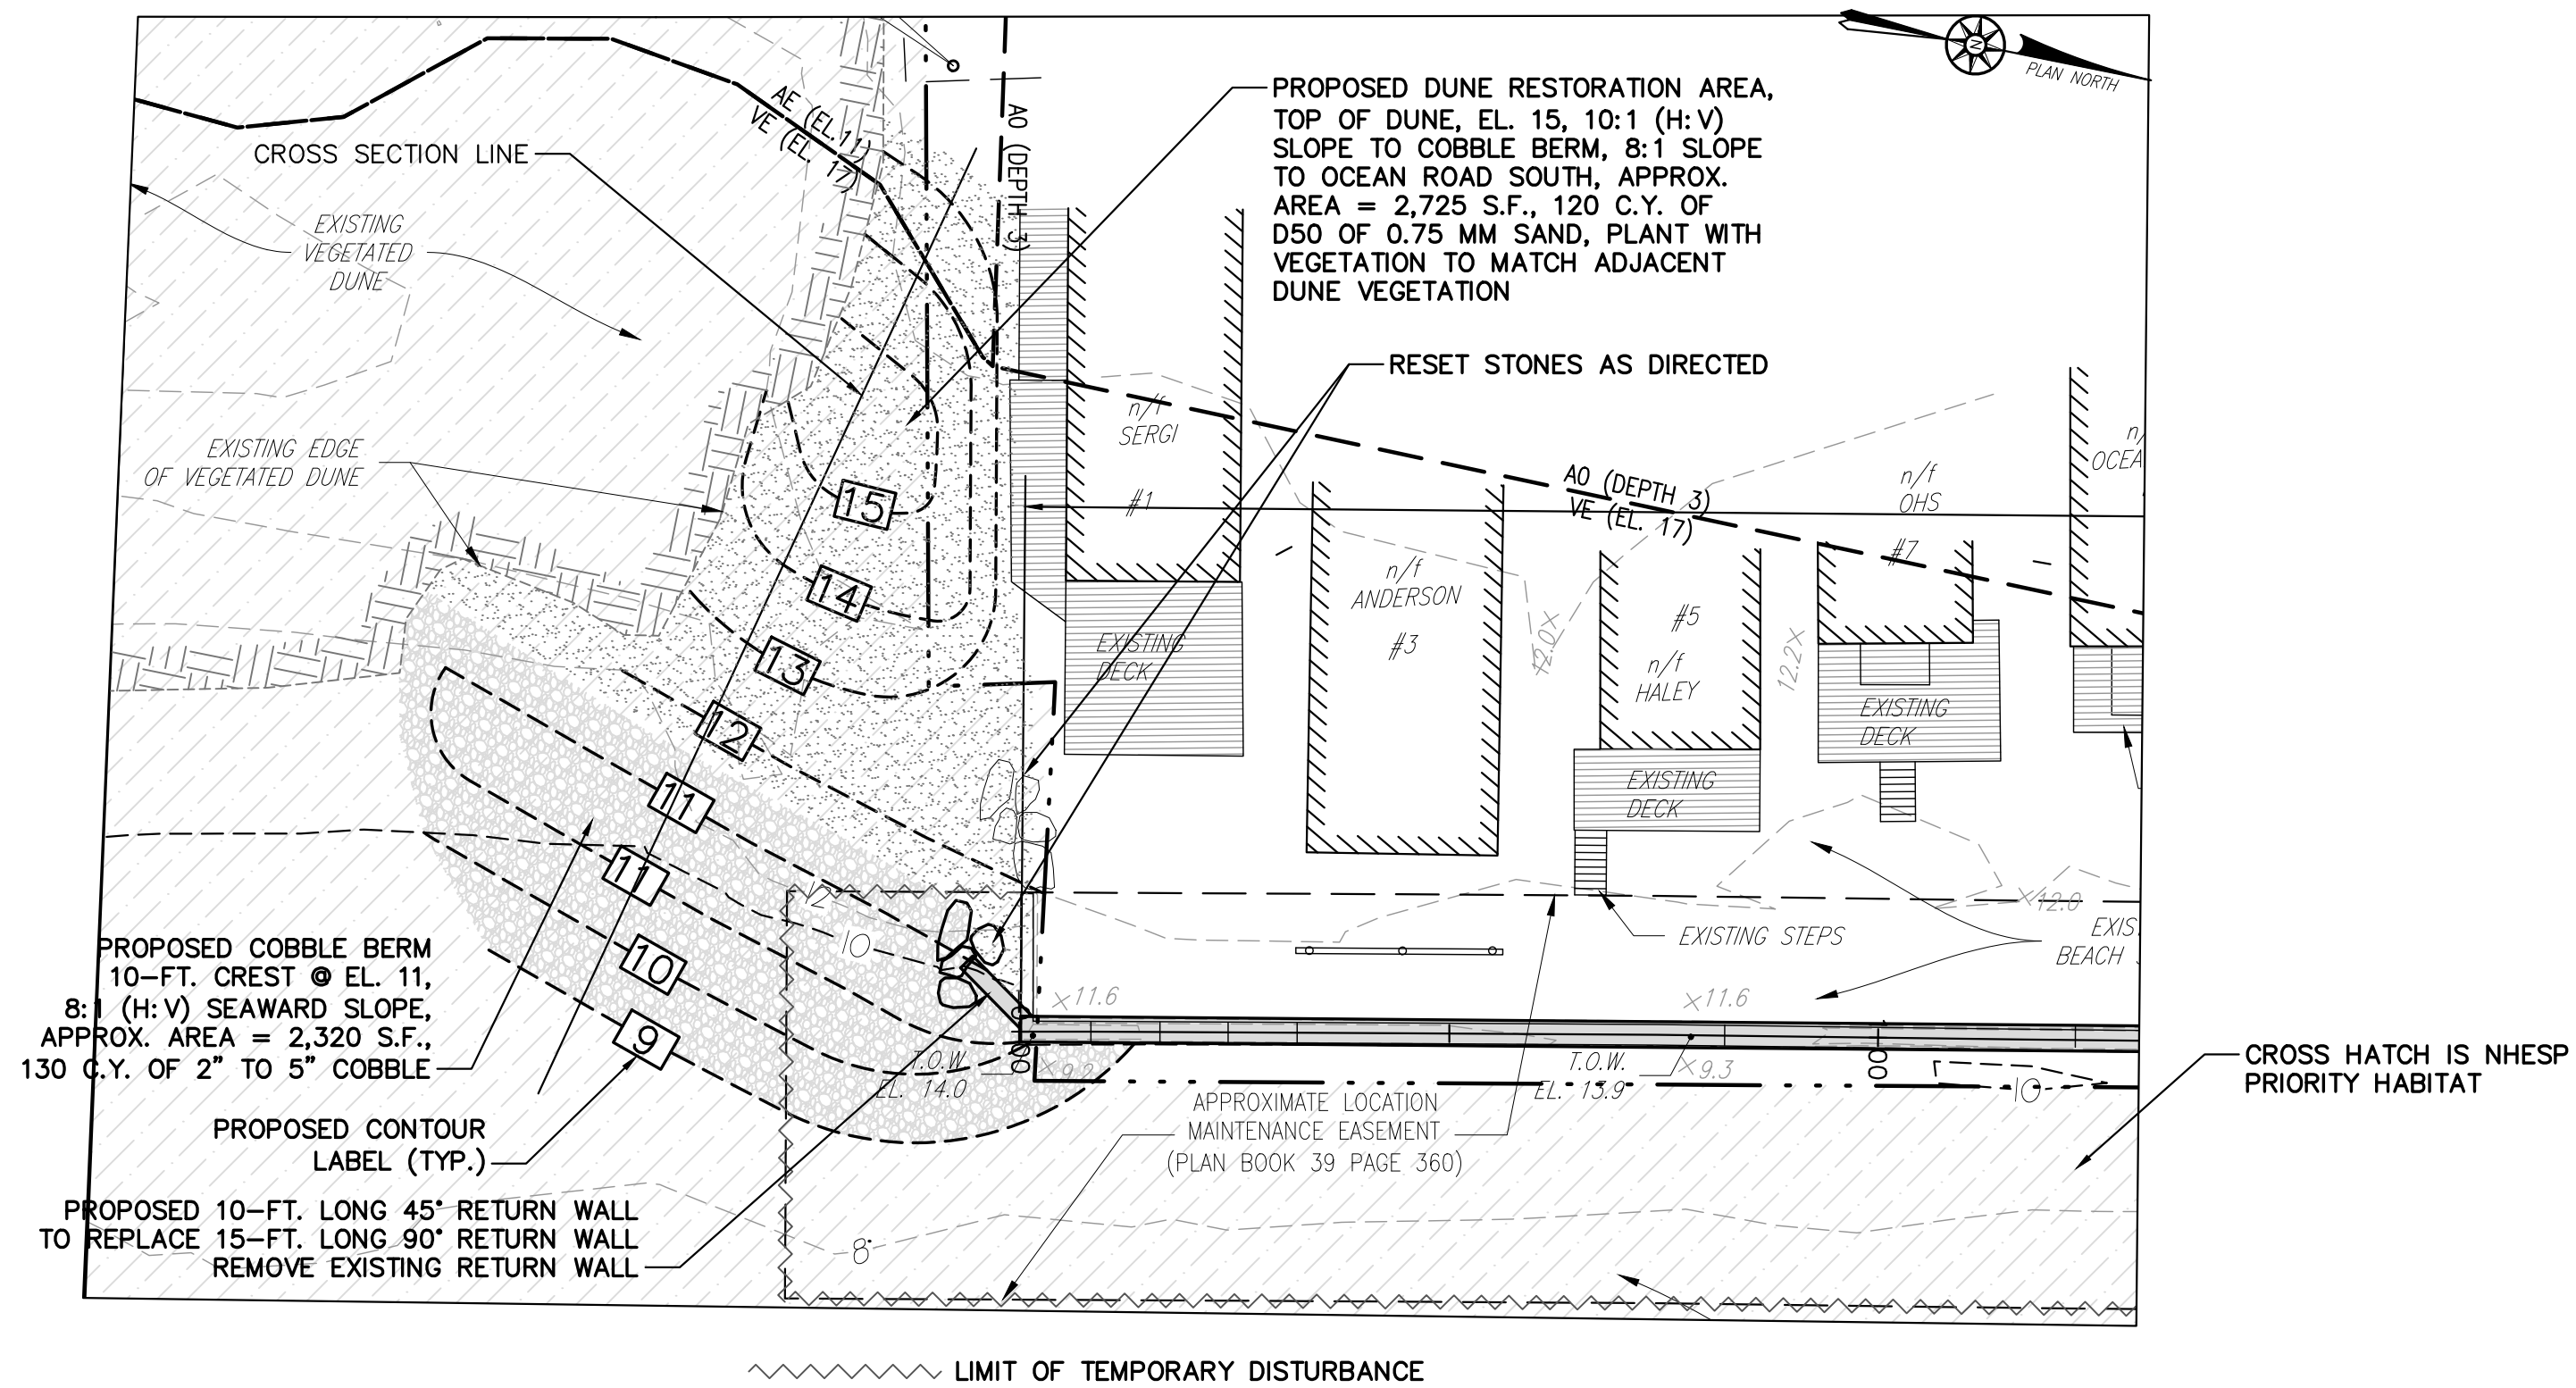 N
PLAN NORTH
AE (EL.11)
VE (EL. 17)
A0 (DEPTH 3)
CROSS SECTION LINE
PROPOSED DUNE RESTORATION AREA,
TOP OF DUNE, EL. 15, 10:1 (H:V)
SLOPE TO COBBLE BERM, 8:1 SLOPE
TO OCEAN ROAD SOUTH, APPROX.
AREA = 2,725 S.F., 120 C.Y. OF
D50 OF 0.75 MM SAND, PLANT WITH
VEGETATION TO MATCH ADJACENT
DUNE VEGETATION
EXISTING
VEGETATED
DUNE
RESET STONES AS DIRECTED
EXISTING EDGE
OF VEGETATED DUNE
n/f
SERGI
#1
A0 (DEPTH 3)
VE (EL. 17)
n/f
OHS
#7
n/
OCEA
n/f
ANDERSON
#3
#5
n/f
HALEY
12.0×
12.2×
15
14
13
12
11
11
10
9
EXISTING
DECK
EXISTING
DECK
EXISTING
DECK
12
10
×12.0
EXISTING STEPS
EXIS
BEACH
×11.6
×11.6
PROPOSED COBBLE BERM
10-FT. CREST @ EL. 11,
8:1 (H:V) SEAWARD SLOPE,
APPROX. AREA = 2,320 S.F.,
130 C.Y. OF 2" TO 5" COBBLE
T.O.W.
EL. 14.0
×9.2
T.O.W.
EL. 13.9
×9.3
00
10
CROSS HATCH IS NHESP
PRIORITY HABITAT
APPROXIMATE LOCATION
MAINTENANCE EASEMENT
(PLAN BOOK 39 PAGE 360)
PROPOSED CONTOUR
LABEL (TYP.)
PROPOSED 10-FT. LONG 45° RETURN WALL
TO REPLACE 15-FT. LONG 90° RETURN WALL
REMOVE EXISTING RETURN WALL
8
LIMIT OF TEMPORARY DISTURBANCE